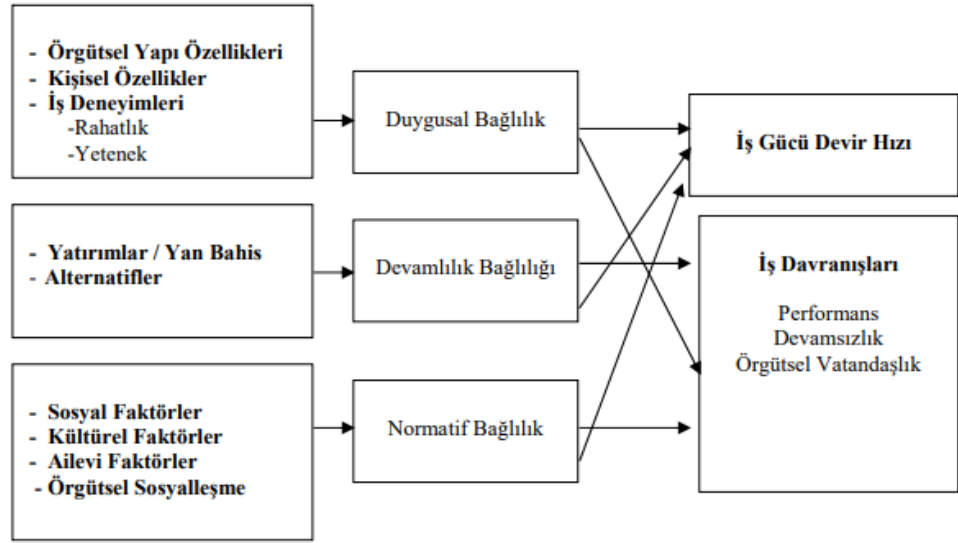 - Örgütsel Yapı Özellikleri
- Kişisel Özellikler
- İş Deneyimleri
-Rahatlık
-Yetenek
Duygusal Bağlılık
İş Gücü Devir Hızı
- Yatırımlar / Yan Bahis
- Alternatifler
Devamlılık Bağlılığı
İş Davranışları
Performans
Devamsızlık
Örgütsel Vatandaşlık
- Sosyal Faktörler
- Kültürel Faktörler
- Ailevi Faktörler
- Örgütsel Sosyalleşme
Normatif Bağlılık